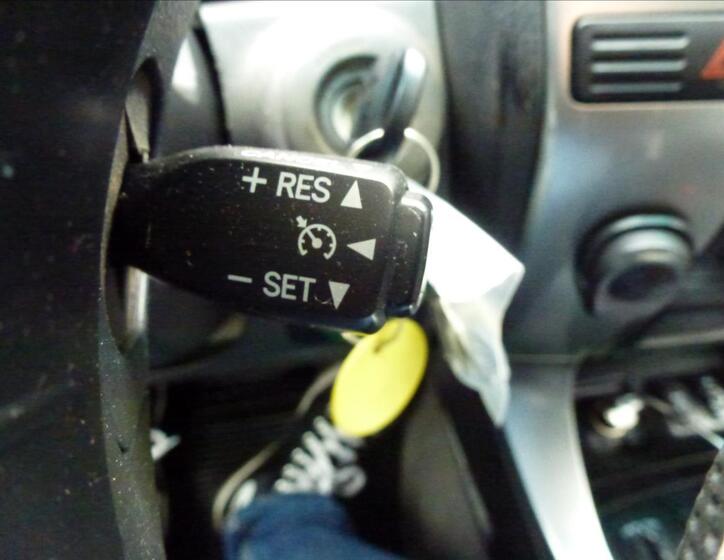 + RES ▲
◀
− SET ▼